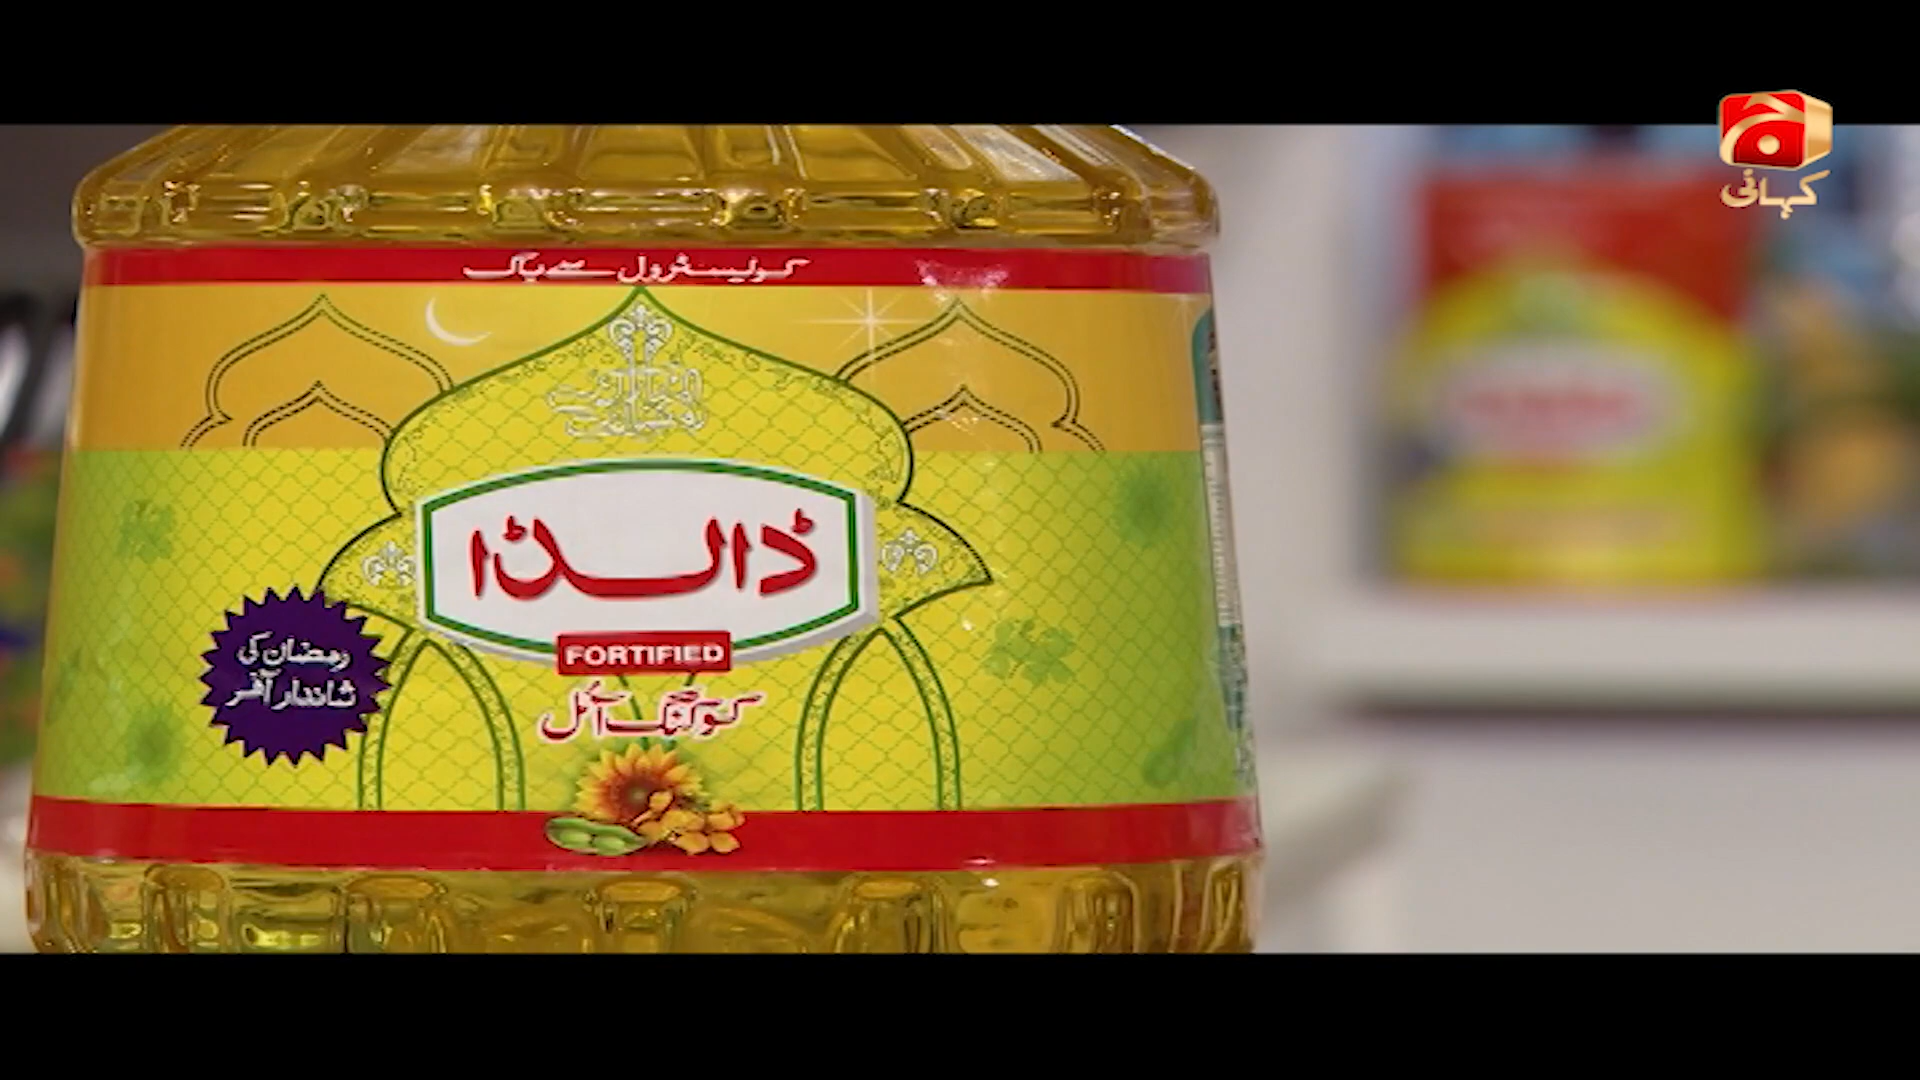 کہانی
کولیسٹرول سے پاک
ڈالڈا
FORTIFIED
کوکنگ آئل
رمضان کی
شاندار آفر